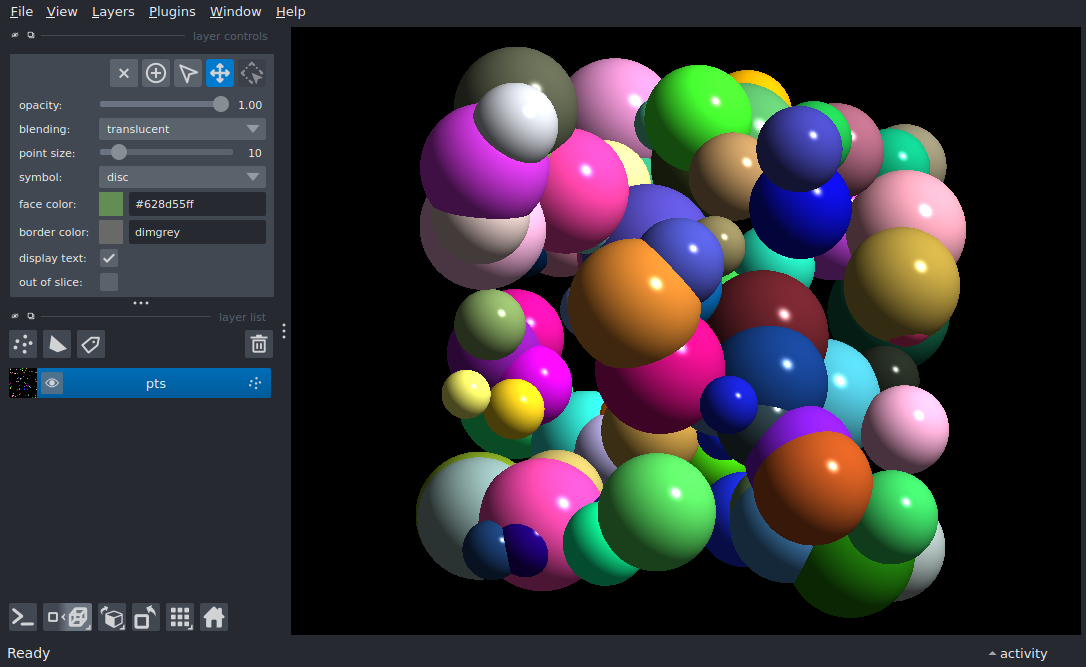 File View Layers Plugins Window Help
layer controls
opacity: 1.00
blending: translucent
point size: 10
symbol: disc
face color: #628d55ff
border color: dimgrey
display text:
out of slice:
layer list
pts
Ready
activity